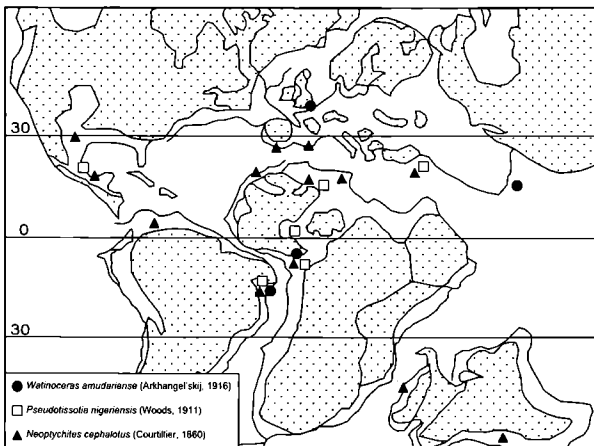 30
0
30
Watinoceras amudariense (Arkhangel'skij, 1916)
Pseudotissotia nigeriensis (Woods, 1911)
Neoptychites cephalotus (Courtiller, 1860)